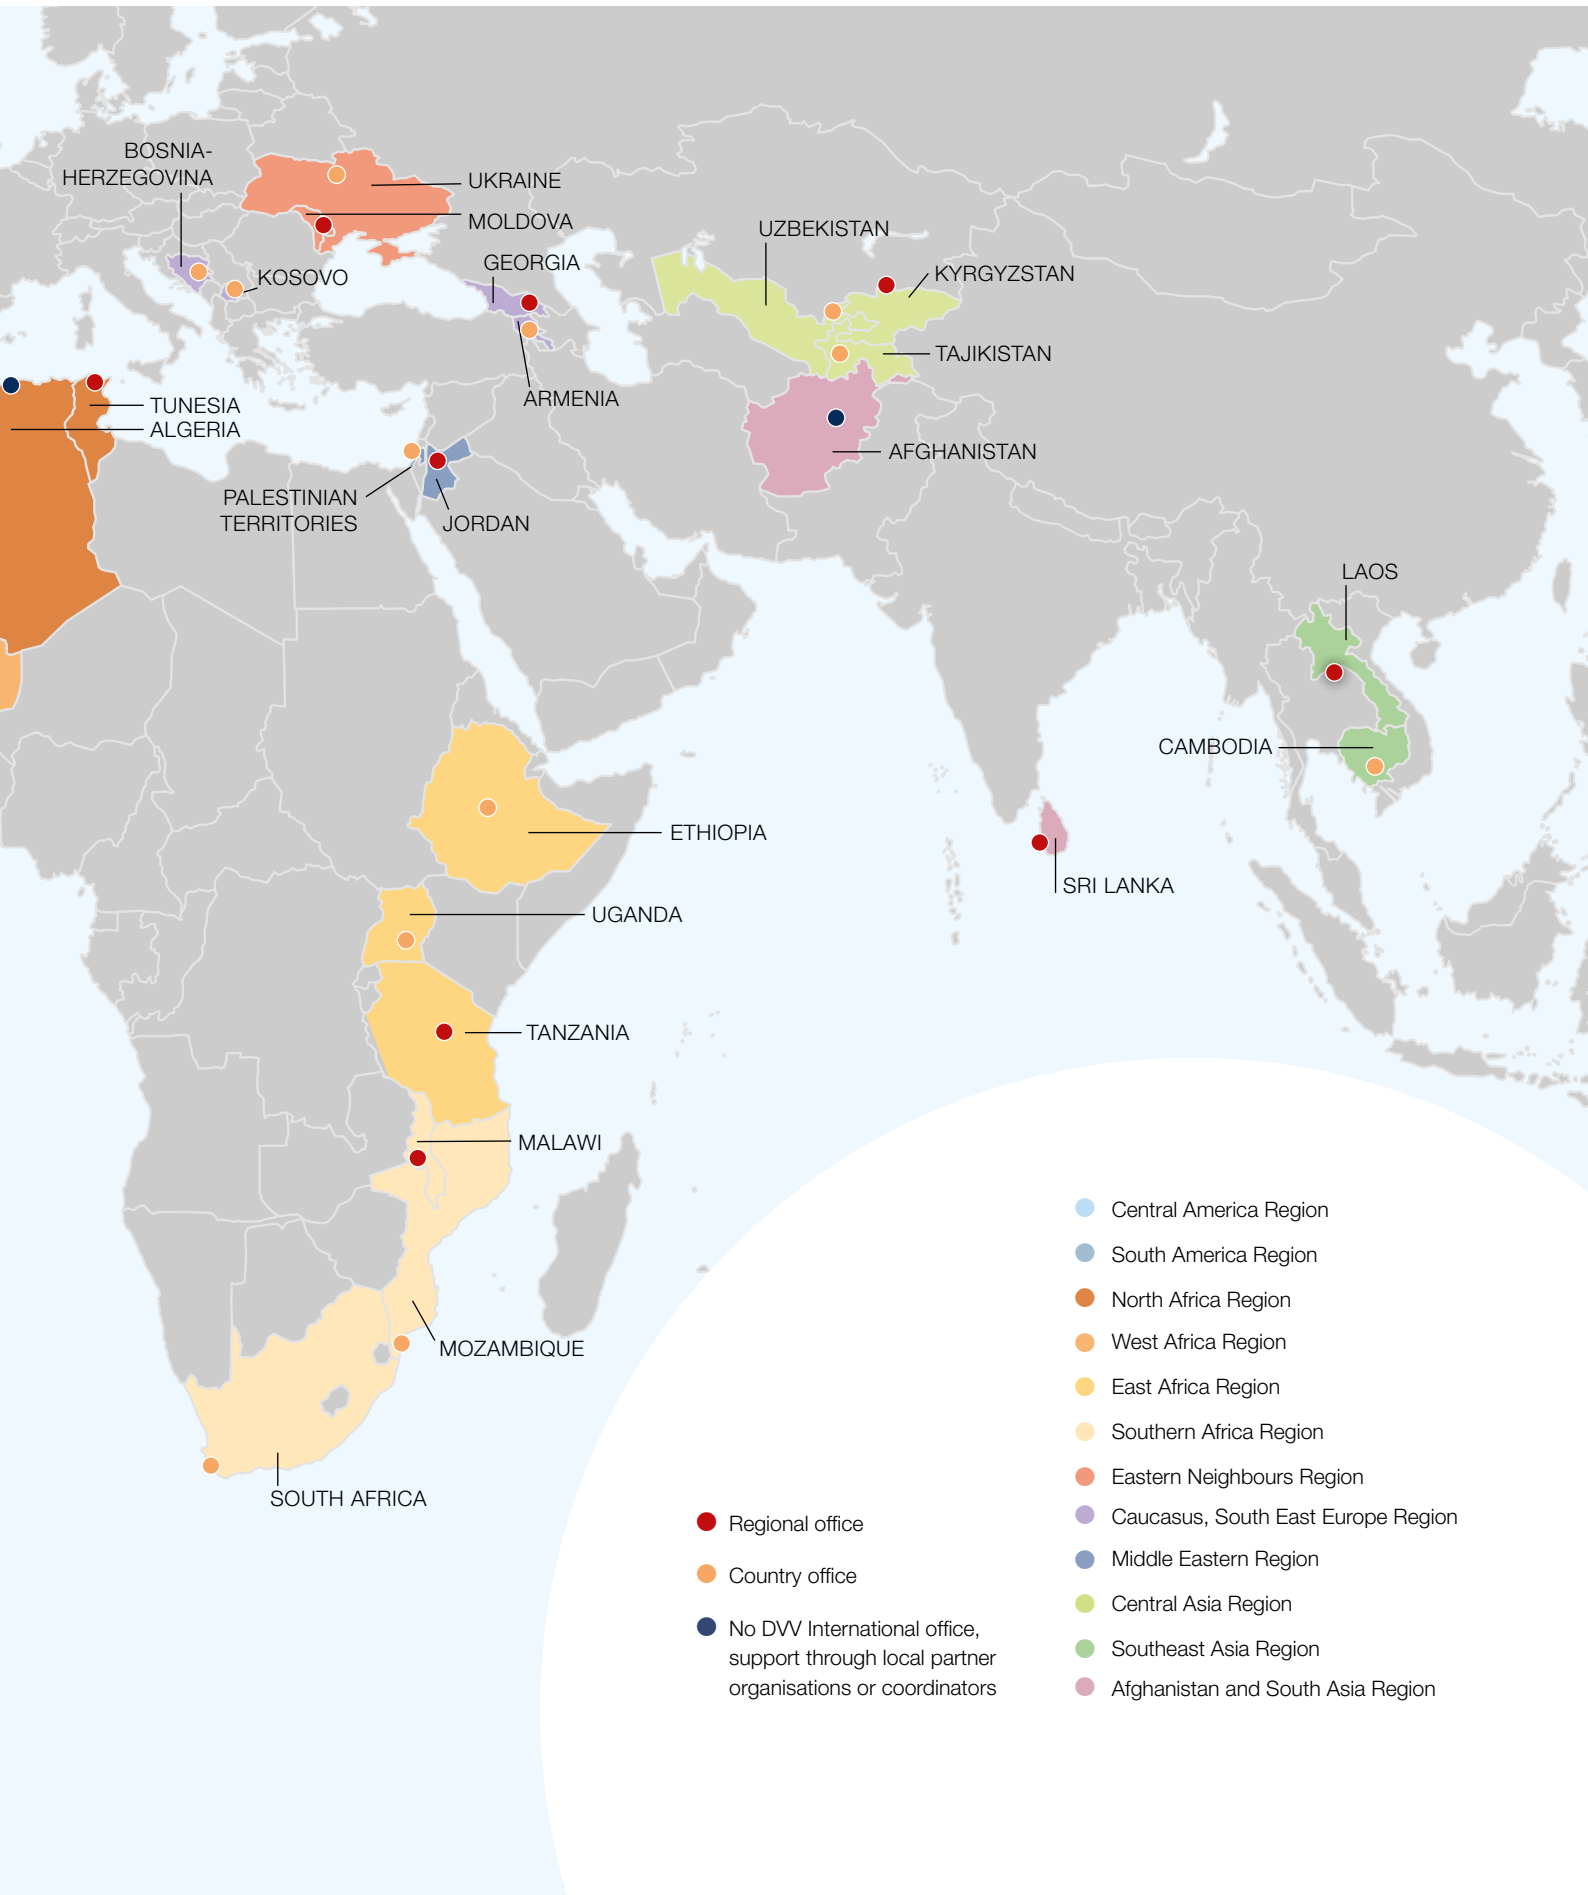 BOSNIA-
HERZEGOVINA
UKRAINE
MOLDOVA
UZBEKISTAN
GEORGIA
KYRGYZSTAN
KOSOVO
TAJIKISTAN
ARMENIA
TUNESIA
ALGERIA
AFGHANISTAN
PALESTINIAN
TERRITORIES
JORDAN
LAOS
CAMBODIA
ETHIOPIA
SRI LANKA
UGANDA
TANZANIA
MALAWI
MOZAMBIQUE
SOUTH AFRICA
Regional office
Country office
No DVV International office,
support through local partner
organisations or coordinators
Central America Region
South America Region
North Africa Region
West Africa Region
East Africa Region
Southern Africa Region
Eastern Neighbours Region
Caucasus, South East Europe Region
Middle Eastern Region
Central Asia Region
Southeast Asia Region
Afghanistan and South Asia Region